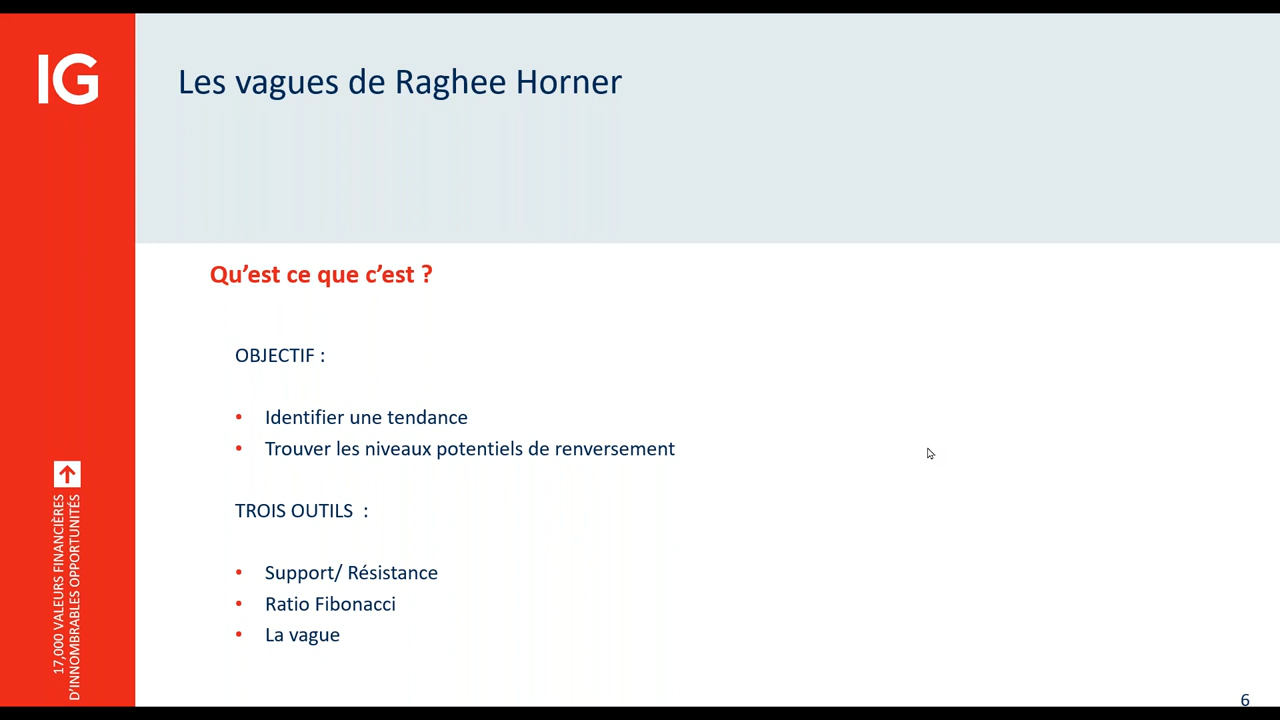 IG
Les vagues de Raghee Horner
Qu’est ce que c’est ?
OBJECTIF :
• Identifier une tendance
• Trouver les niveaux potentiels de renversement
TROIS OUTILS  :
• Support/ Résistance
• Ratio Fibonacci
• La vague
17,000 VALEURS FINANCIÈRES
D’INNOMBRABLES OPPORTUNITÉS
6